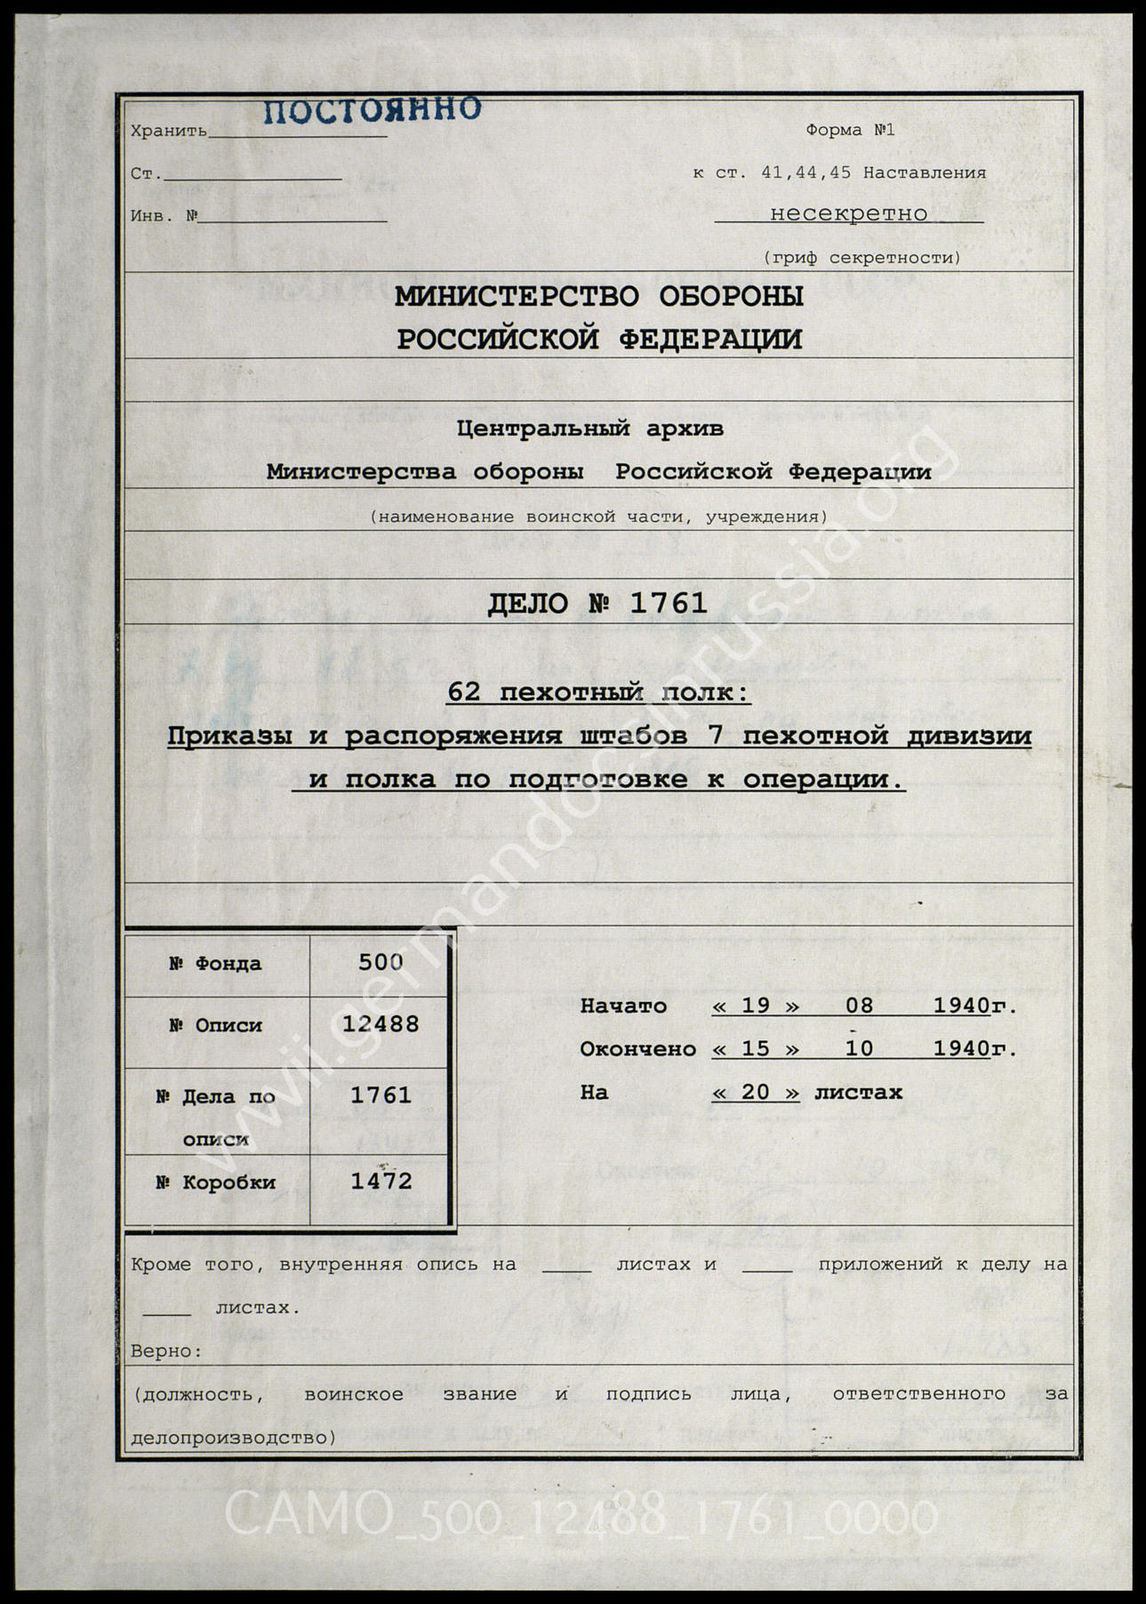 ПОСТОЯННО
Хранить
Форма №1
Ст.
к ст. 41,44,45 Наставления
Инв. №
несекретно
(гриф секретности)
МИНИСТЕРСТВО ОБОРОНЫ
РОССИЙСКОЙ ФЕДЕРАЦИИ
Центральный архив
Министерства обороны Российской Федерации
(наименование воинской части, учреждения)
ДЕЛО № 1761
62 пехотный полк:
Приказы и распоряжения штабов 7 пехотной дивизии
и полка по подготовке к операции.
№ Фонда 500
№ Описи 12488
№ Дела по описи 1761
№ Коробки 1472
Начато « 19 » 08 1940г.
Окончено « 15 » 10 1940г.
На « 20 » листах
Кроме того, внутренняя опись на ____ листах и ____ приложений к делу на
____ листах.
Верно:
(должность, воинское звание и подпись лица, ответственного за
делопроизводство)
wwii.germandocsinrussia.org
CAMO_500_12488_1761_0000